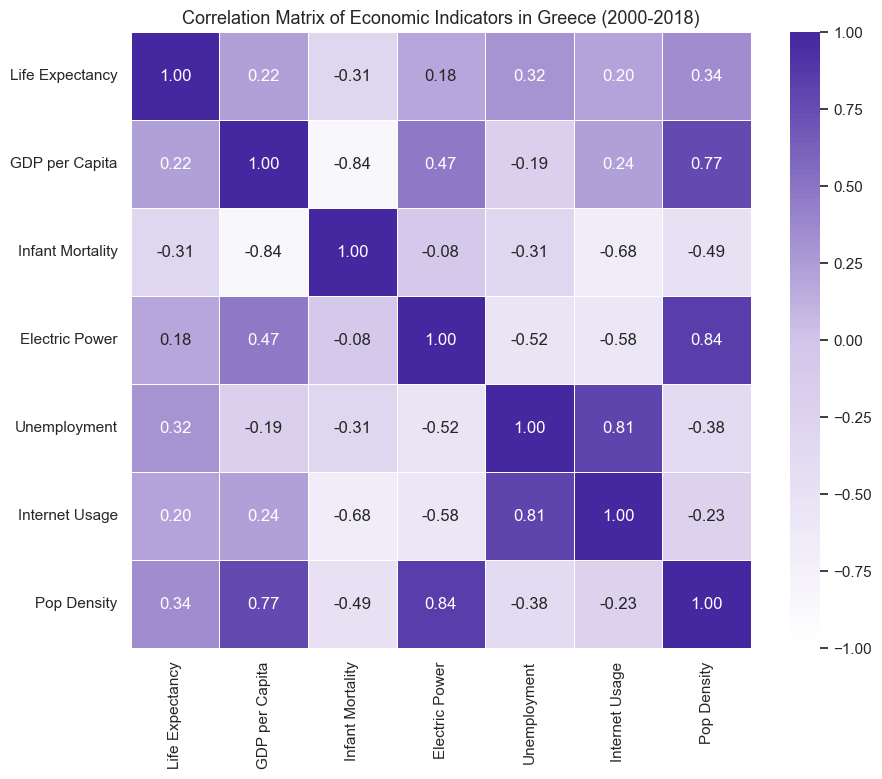 Correlation Matrix of Economic Indicators in Greece (2000-2018)
Life Expectancy 1.00 0.22 -0.31 0.18 0.32 0.20 0.34
GDP per Capita 0.22 1.00 -0.84 0.47 -0.19 0.24 0.77
Infant Mortality -0.31 -0.84 1.00 -0.08 -0.31 -0.68 -0.49
Electric Power 0.18 0.47 -0.08 1.00 -0.52 -0.58 0.84
Unemployment 0.32 -0.19 -0.31 -0.52 1.00 0.81 -0.38
Internet Usage 0.20 0.24 -0.68 -0.58 0.81 1.00 -0.23
Pop Density 0.34 0.77 -0.49 0.84 -0.38 -0.23 1.00
Life Expectancy
GDP per Capita
Infant Mortality
Electric Power
Unemployment
Internet Usage
Pop Density
1.00
0.75
0.50
0.25
0.00
−0.25
−0.50
−0.75
−1.00